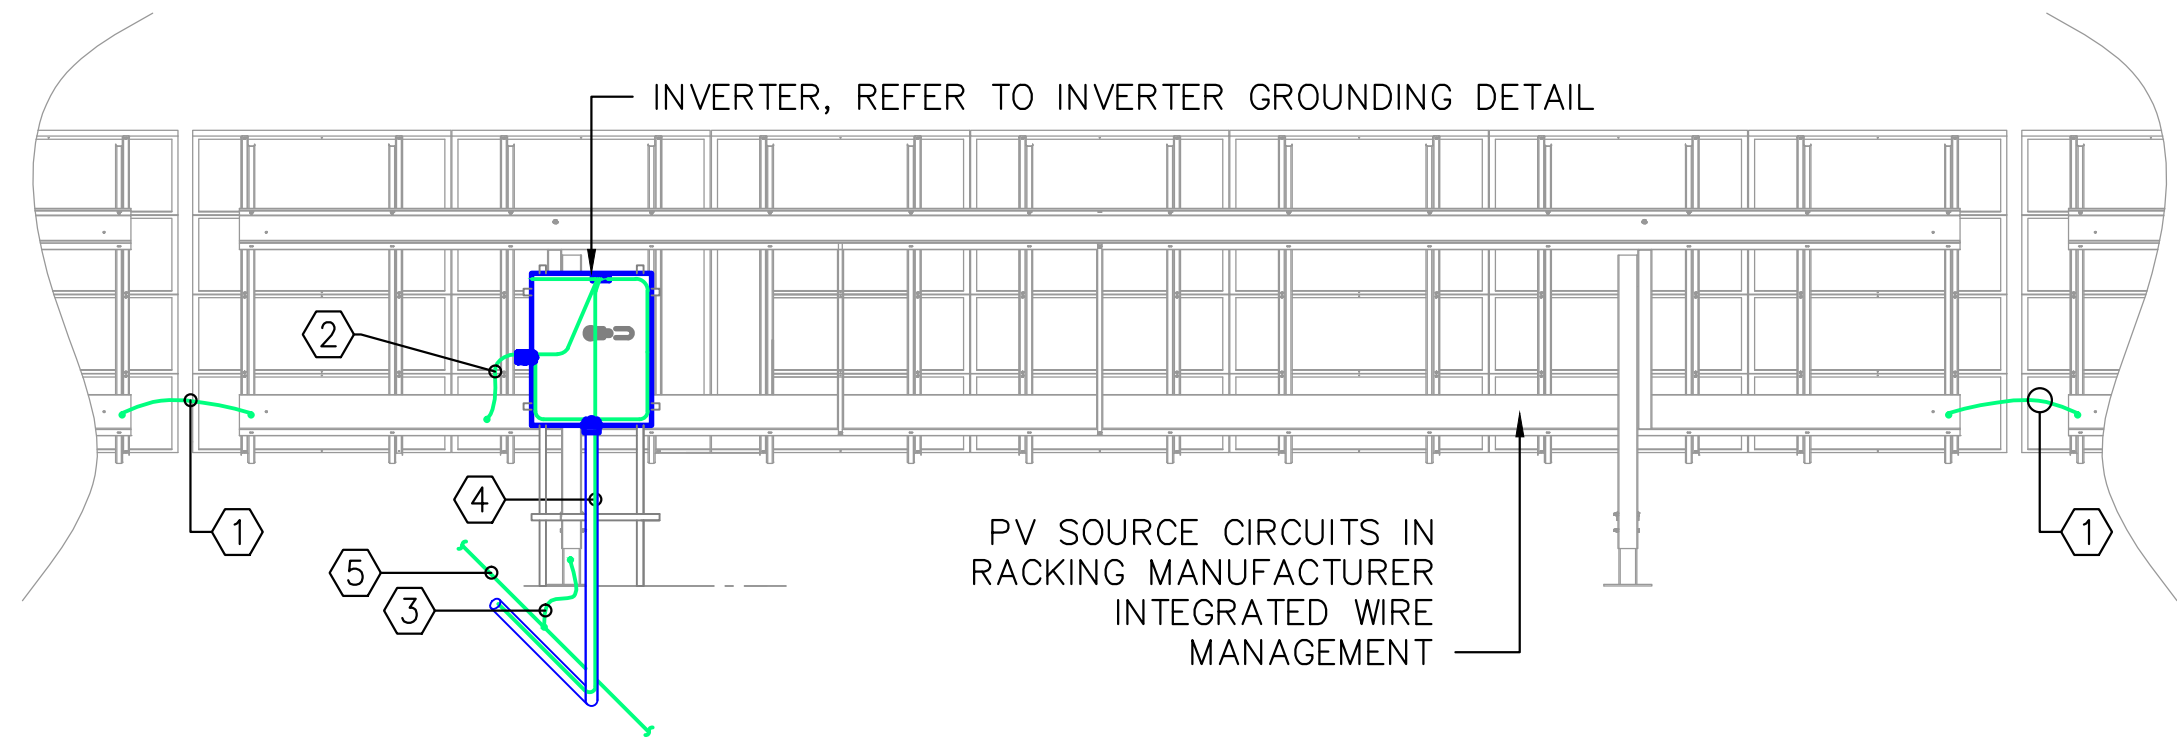 INVERTER, REFER TO INVERTER GROUNDING DETAIL
2
1
4
5
3
PV SOURCE CIRCUITS IN
RACKING MANUFACTURER
INTEGRATED WIRE
MANAGEMENT
1